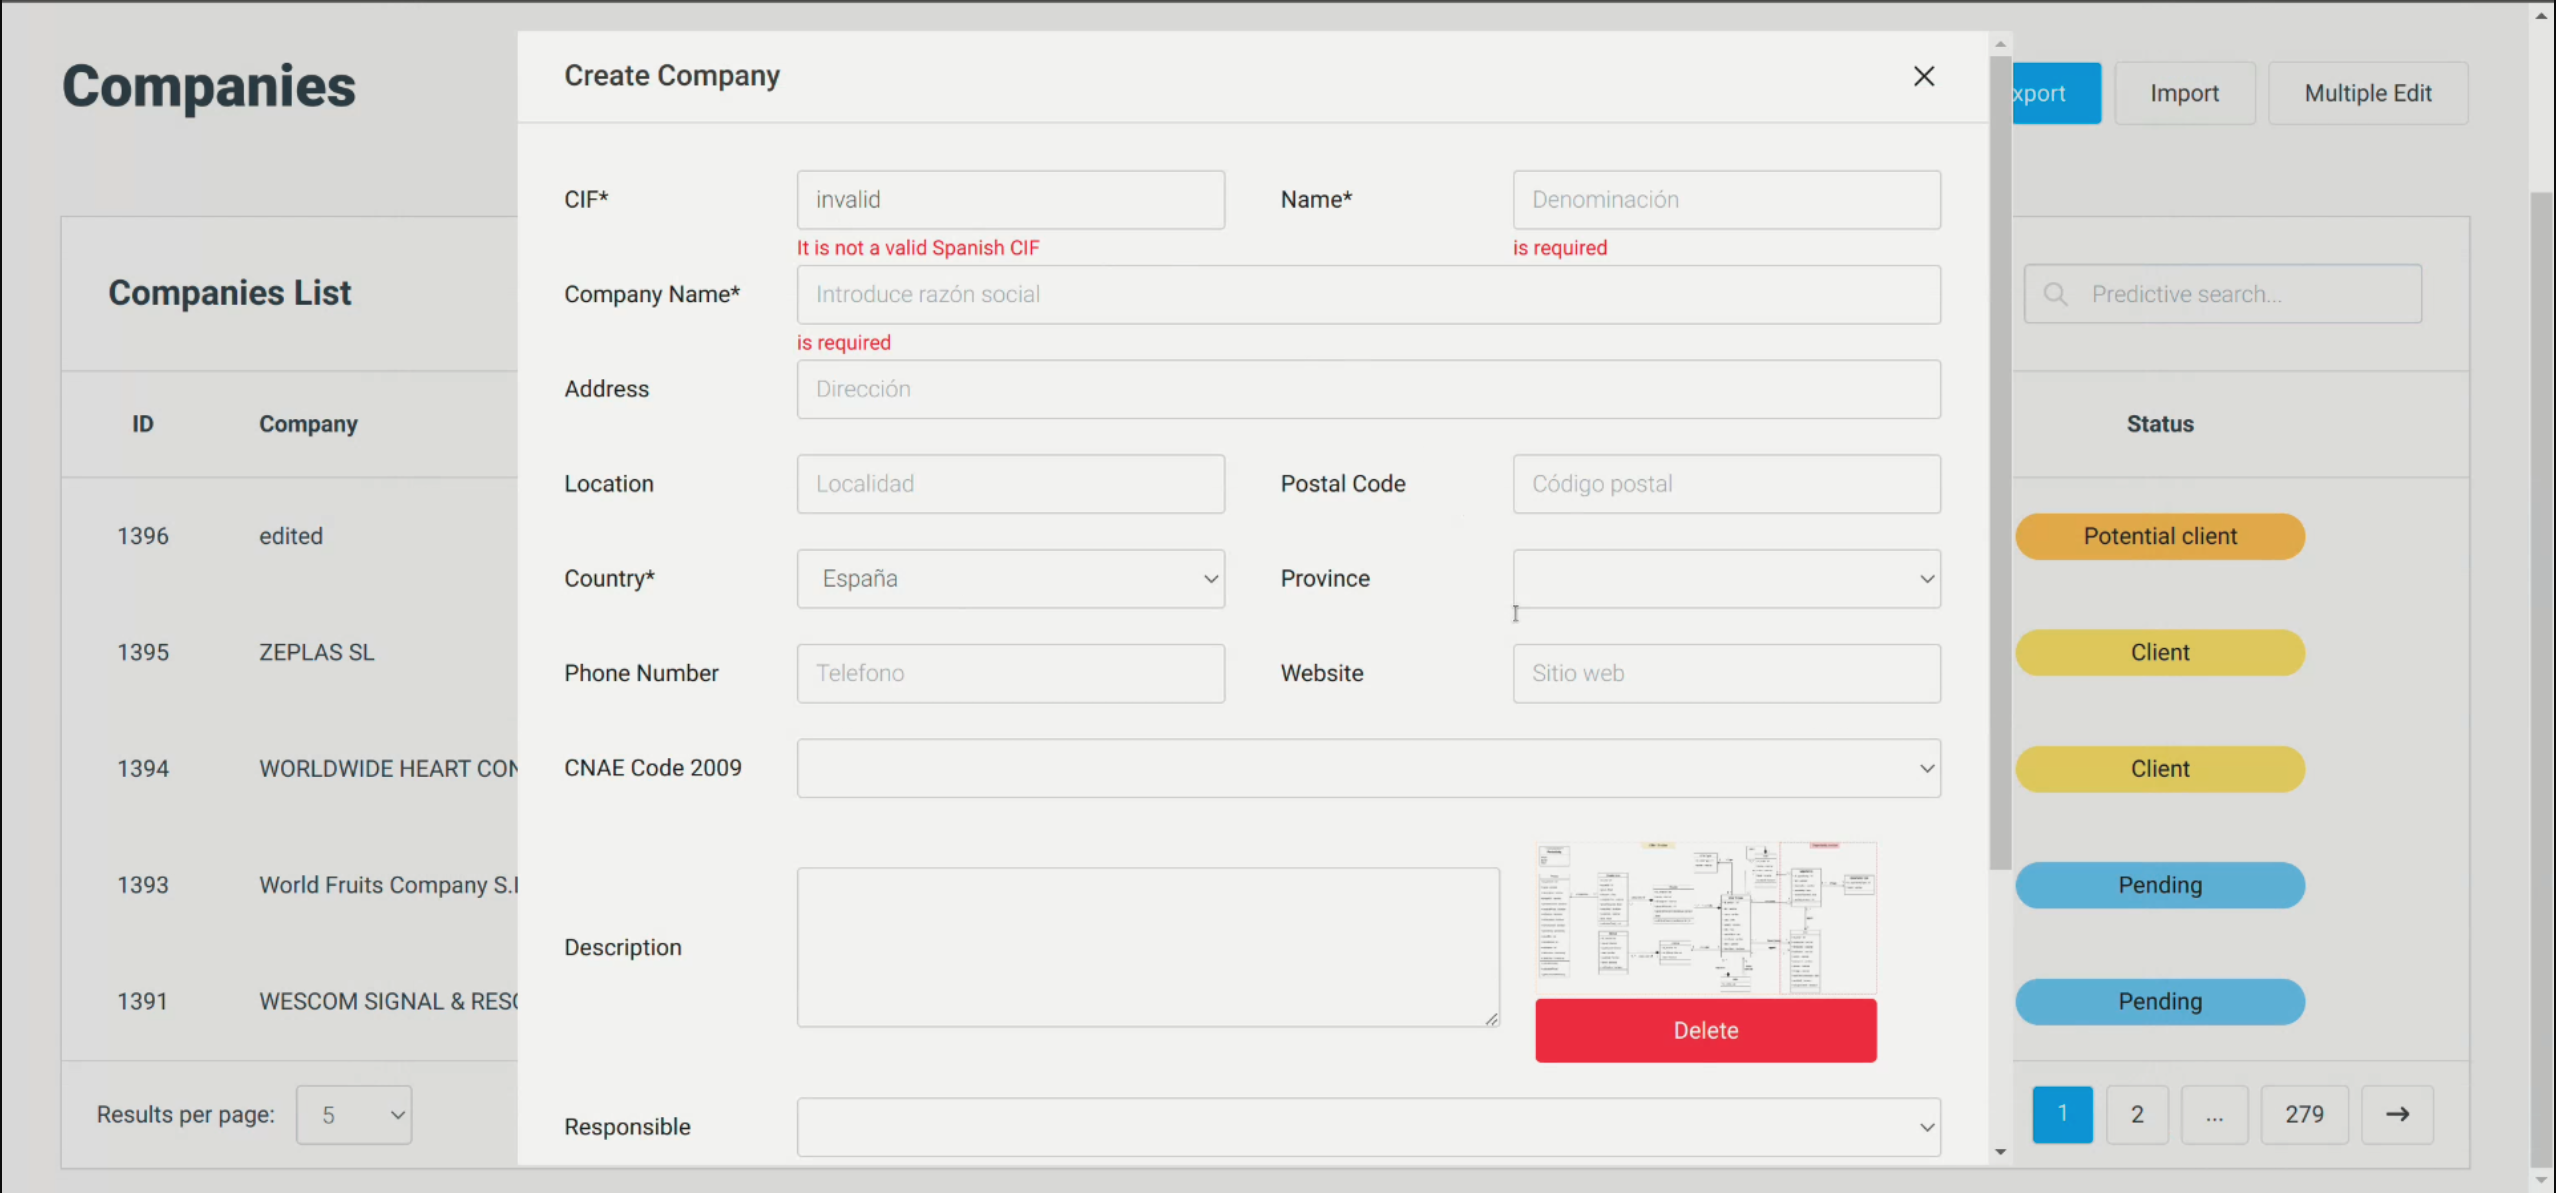 Companies
Create Company
xport
Import
Multiple Edit
CIF*
invalid
Name*
Denominación
It is not a valid Spanish CIF
is required
Companies List
Company Name*
Introduce razón social
Predictive search...
is required
Address
Dirección
ID
Company
Status
Location
Localidad
Postal Code
Código postal
1396
edited
Potential client
Country*
España
Province
1395
ZEPLAS SL
Client
Phone Number
Telefono
Website
Sitio web
1394
WORLDWIDE HEART CON
Client
CNAE Code 2009
1393
World Fruits Company S.
Pending
Description
1391
WESCOM SIGNAL & RES
Pending
Delete
Results per page:
5
Responsible
1
2
...
279